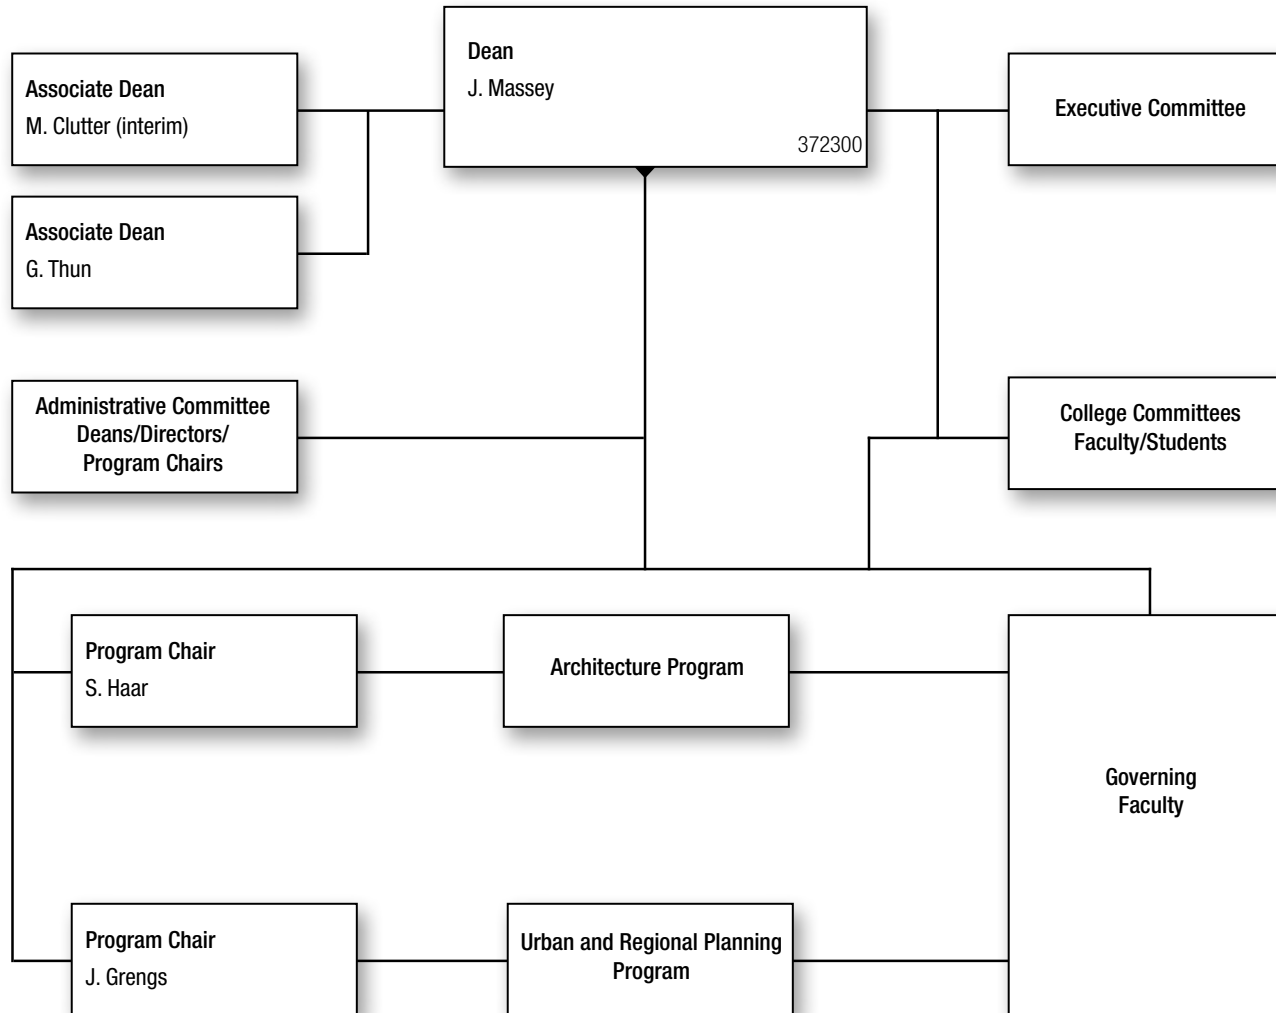 Dean
J. Massey
372300
Associate Dean
M. Clutter (interim)
Executive Committee
Associate Dean
G. Thun
Administrative Committee
Deans/Directors/
Program Chairs
College Committees
Faculty/Students
Program Chair
S. Haar
Architecture Program
Governing
Faculty
Program Chair
J. Grengs
Urban and Regional Planning
Program